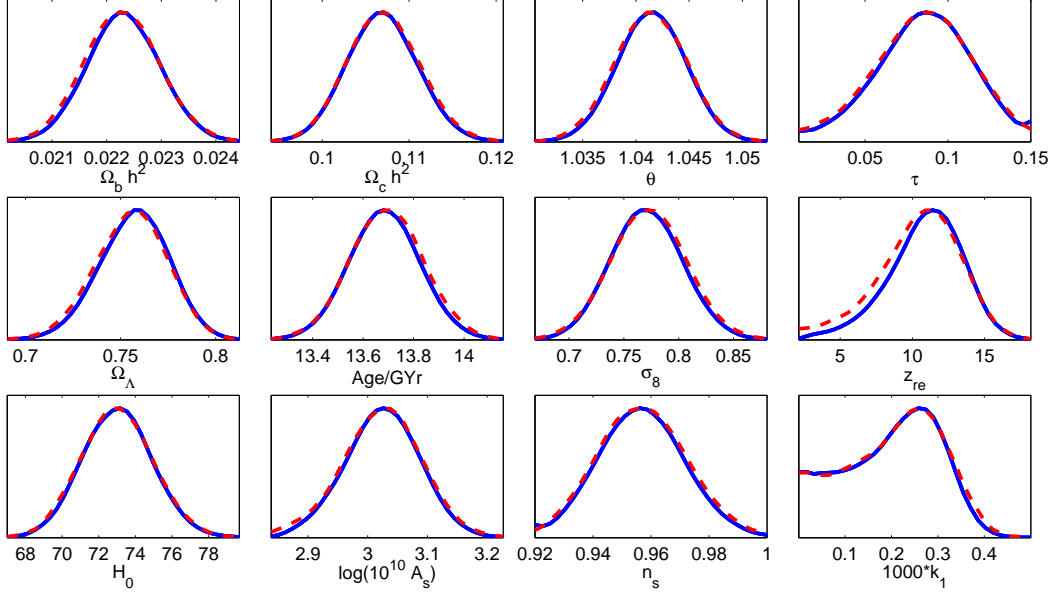 0.021 0.022 0.023 0.024
Ω_b h^2
0.1 0.11 0.12
Ω_c h^2
1.035 1.04 1.045 1.05
θ
0.05 0.1 0.15
τ
0.7 0.75 0.8
Ω_Λ
13.4 13.6 13.8 14
Age/GYr
0.7 0.75 0.8 0.85
σ_8
5 10 15
z_re
68 70 72 74 76 78
H_0
2.9 3 3.1 3.2
log(10^10 A_s)
0.92 0.94 0.96 0.98 1
n_s
0.1 0.2 0.3 0.4
1000*k_1